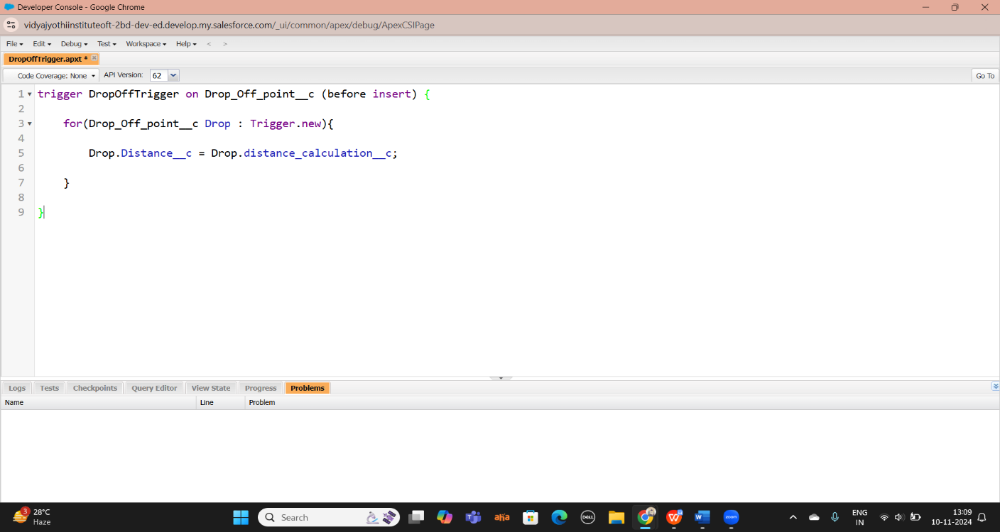 Developer Console - Google Chrome
vidyajyothiinstituteoft-2bd-dev-ed.develop.my.salesforce.com/_ui/common/apex/debug/ApexCSIPage
File Edit Debug Test Workspace Help < >
DropOffTrigger.apxt *
Code Coverage: None API Version: 62 Go To
1 trigger DropOffTrigger on Drop_Off_point__c (before insert) {
2
3 for(Drop_Off_point__c Drop : Trigger.new){
4
5 Drop.Distance__c = Drop.distance_calculation__c;
6
7 }
8
9 }
Logs Tests Checkpoints Query Editor View State Progress Problems
Name Line Problem
3 28°C
Haze
Search
aha
DELL
W
zoom
ENG
IN
13:09
10-11-2024